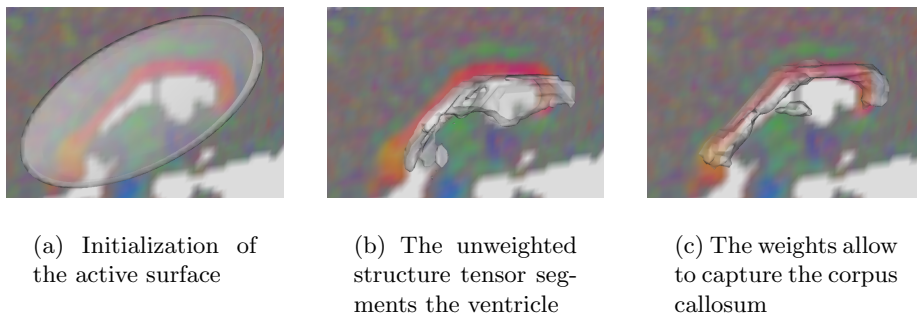 (a) Initialization of
the active surface
(b) The unweighted
structure tensor seg-
ments the ventricle
(c) The weights allow
to capture the corpus
callosum